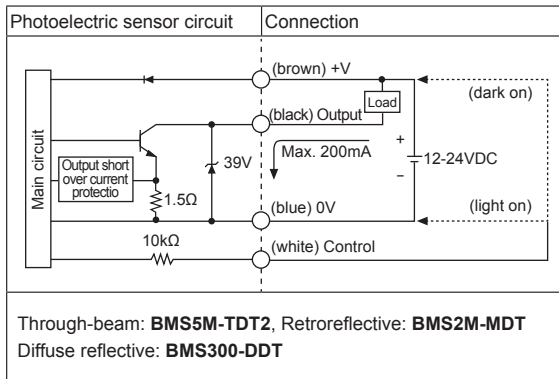 Photoelectric sensor circuit
Connection
(brown) +V
(dark on)
Load
(black) Output
Max. 200mA
+
12-24VDC
−
39V
Main circuit
Output short
over current
protectio
1.5Ω
(blue) 0V
(light on)
10kΩ
(white) Control
Through-beam: BMS5M-TDT2, Retroreflective: BMS2M-MDT
Diffuse reflective: BMS300-DDT